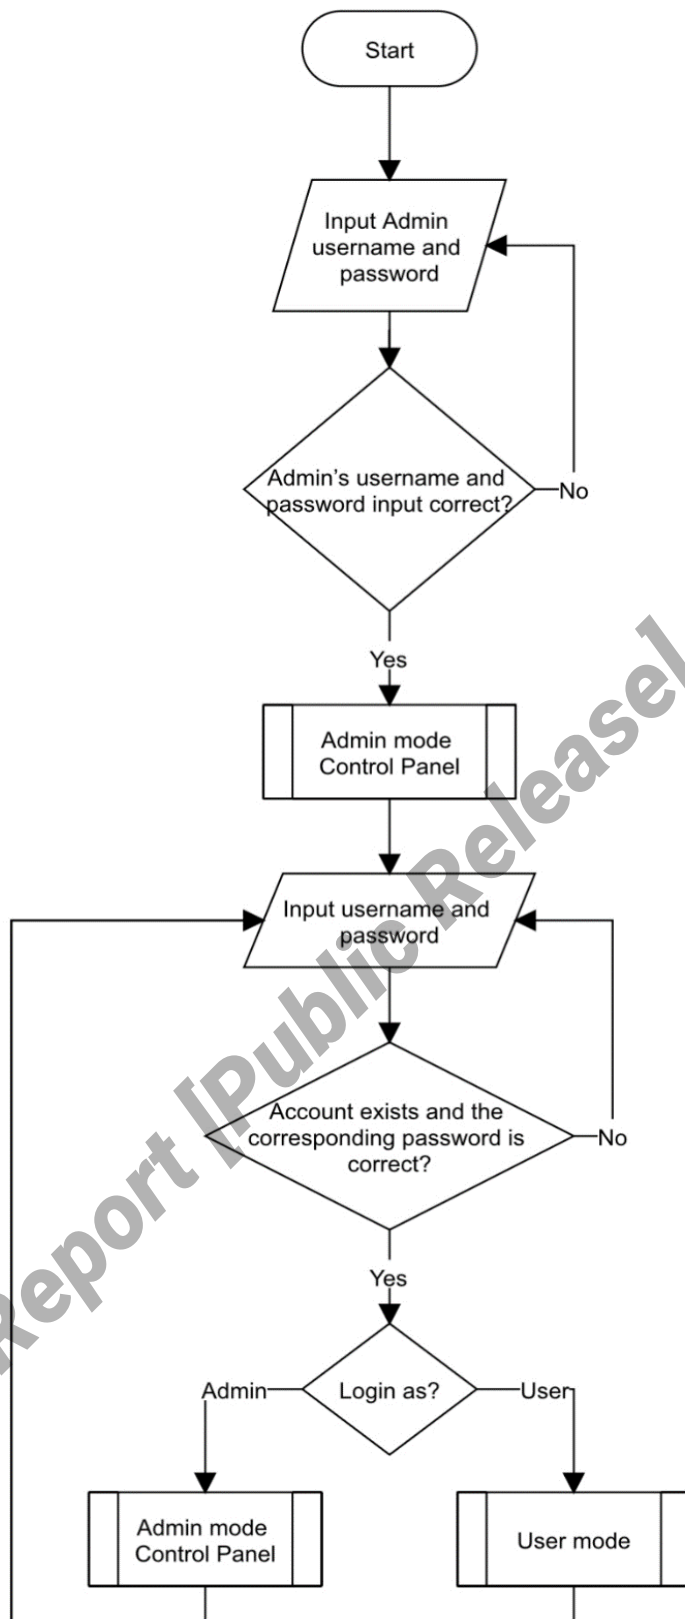 Start
Input Admin
username and
password
Admin's username and
password input correct?
No
Yes
Admin mode
Control Panel
Input username and
password
Account exists and the
corresponding password is
correct?
No
Yes
Login as?
Admin
User
Admin mode
Control Panel
User mode
Report [Public Release]